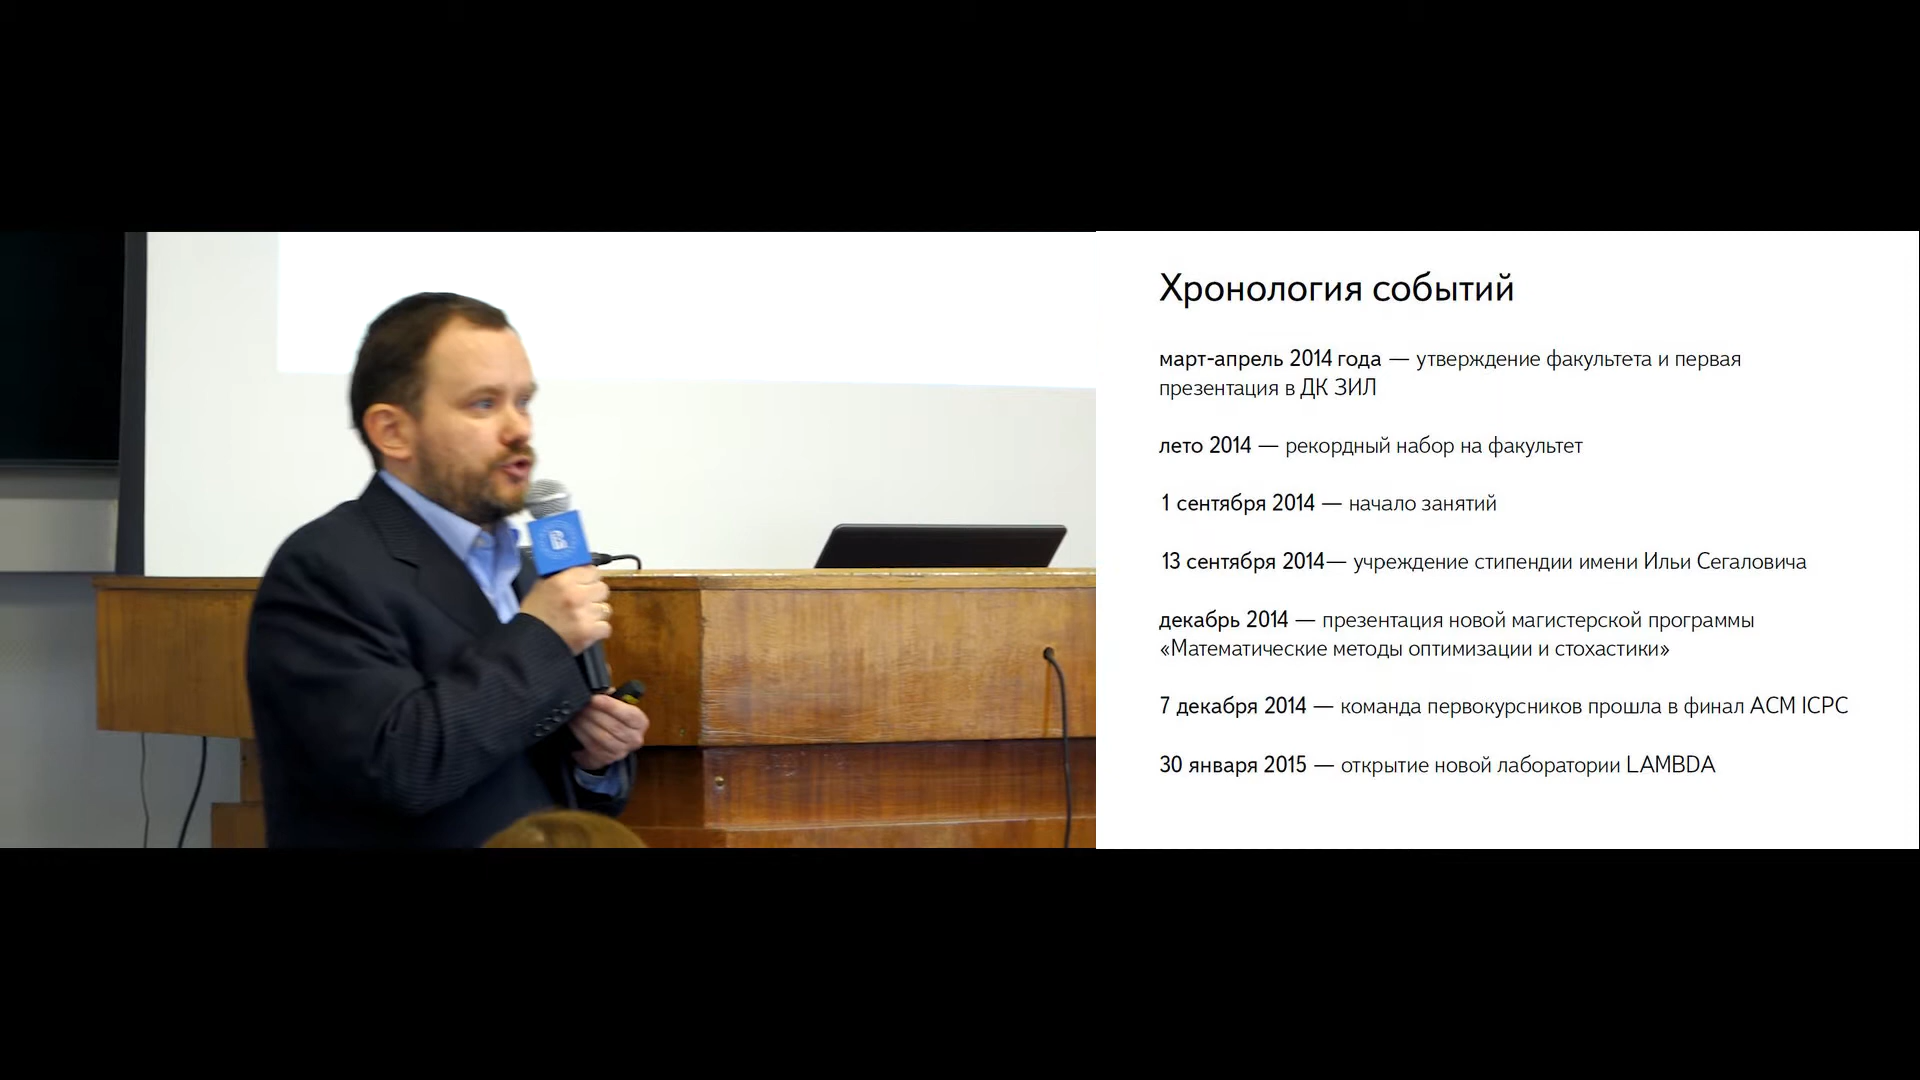 Хронология событий
март-апрель 2014 года — утверждение факультета и первая
презентация в ДК ЗИЛ
лето 2014 — рекордный набор на факультет
1 сентября 2014 — начало занятий
13 сентября 2014— учреждение стипендии имени Ильи Сегаловича
декабрь 2014 — презентация новой магистерской программы
«Математические методы оптимизации и стохастики»
7 декабря 2014 — команда первокурсников прошла в финал ACM ICPC
30 января 2015 — открытие новой лаборатории LAMBDA